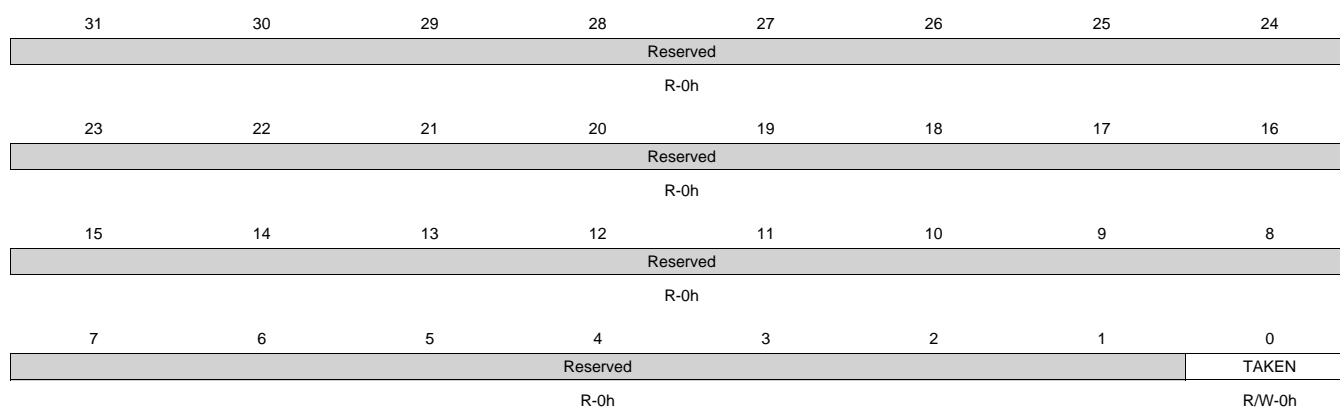 31 30 29 28 27 26 25 24
Reserved
R-0h
23 22 21 20 19 18 17 16
Reserved
R-0h
15 14 13 12 11 10 9 8
Reserved
R-0h
7 6 5 4 3 2 1 0
Reserved TAKEN
R-0h R/W-0h